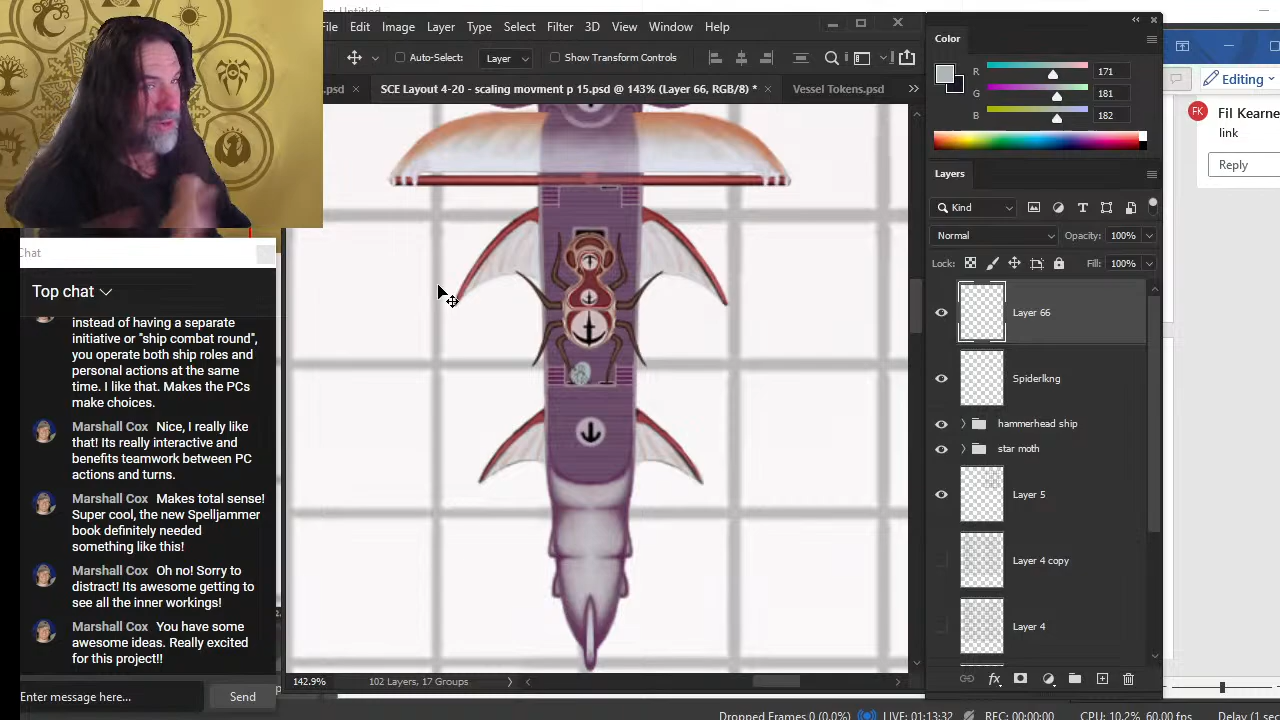 Untitled
File Edit Image Layer Type Select Filter 3D View Window Help
Auto-Select: Layer Show Transform Controls
.psd × SCE Layout 4-20 scaling movment p 15.psd @ (Layer 66, RGB/8) * × Vessel Tokens.psd
Chat
Top chat
instead of having a separate
initiative or "ship combat round",
you operate both ship roles and
personal actions at the same
time. I like that. Makes the PCs
make choices.
Marshall Cox Nice, I really like
that! Its really interactive and
benefits teamwork between PC
actions and turns.
Marshall Cox Makes total sense!
Super cool, the new Spelljammer
book definitely needed
something like this!
Marshall Cox Oh no! Sorry to
distract! Its awesome getting to
see all the inner workings!
Marshall Cox You have some
awesome ideas. Really excited
for this project!!
Enter message here...
Send
142.9% 102 Layers, 17 Groups
Color
R 171
G 181
B 182
Layers
Kind
Normal Opacity: 100%
Lock: Fill: 100%
Layer 66
Spiderlkng
hammerhead ship
star moth
Layer 5
Layer 4 copy
Layer 4
fx
Editing
FK Fil Kearne
link
Reply
Dropped Frames 0 (0.0%) LIVE: 01:13:32 REC: 00:00:00 CPU: 10.2%, 60.00 fps
Delay (1 sec